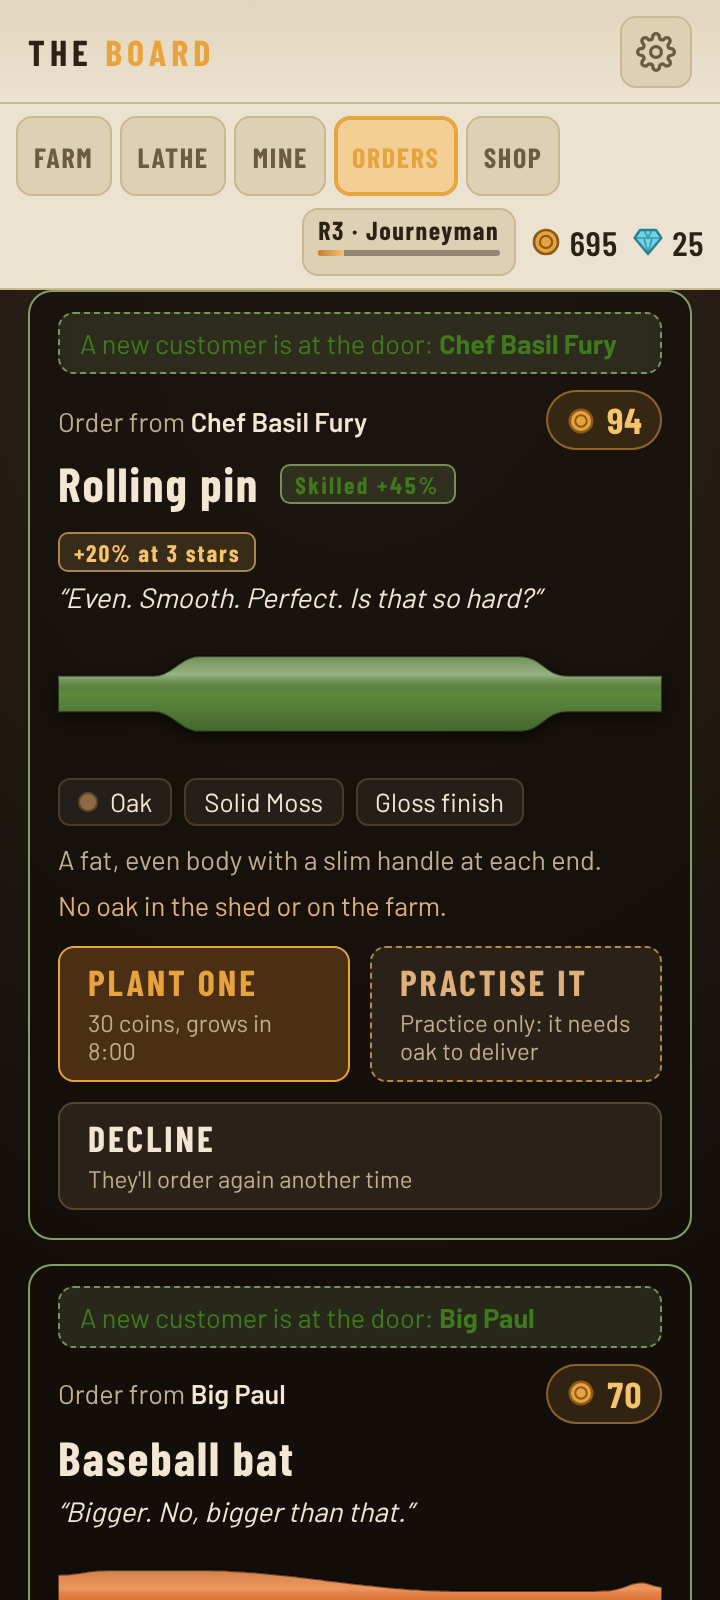 THE BOARD
FARM
LATHE
MINE
ORDERS
SHOP
R3 · Journeyman
695
25
A new customer is at the door: Chef Basil Fury
Order from Chef Basil Fury
94
Rolling pin
Skilled +45%
+20% at 3 stars
“Even. Smooth. Perfect. Is that so hard?”
Oak
Solid Moss
Gloss finish
A fat, even body with a slim handle at each end.
No oak in the shed or on the farm.
PLANT ONE
30 coins, grows in
8:00
PRACTISE IT
Practice only: it needs
oak to deliver
DECLINE
They'll order again another time
A new customer is at the door: Big Paul
Order from Big Paul
70
Baseball bat
“Bigger. No, bigger than that.”